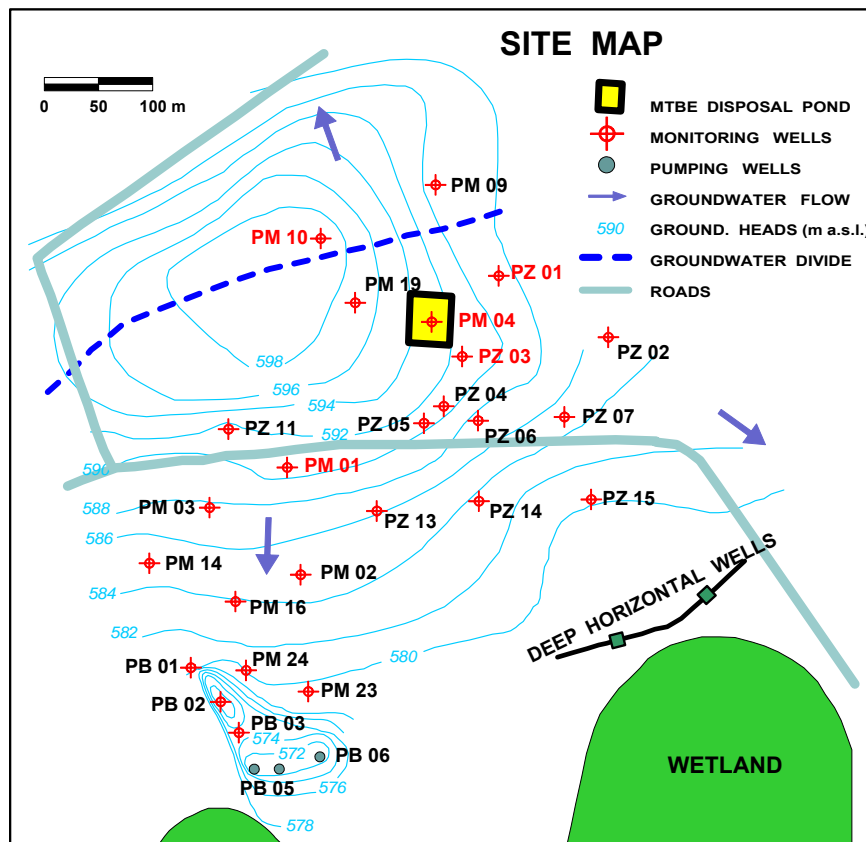 SITE MAP
0 50 100 m
MTBE DISPOSAL POND
MONITORING WELLS
PUMPING WELLS
GROUNDWATER FLOW
590 GROUND. HEADS (m a.s.l.)
GROUNDWATER DIVIDE
ROADS
PM 09
PM 10
PZ 01
PM 19
PM 04
PZ 02
PZ 03
598
596
594
PZ 04
PZ 05
PZ 07
PZ 11
592
PZ 06
590
PM 01
PM 03
588
PZ 13
PZ 14
PZ 15
586
PM 14
PM 02
584
PM 16
DEEP HORIZONTAL WELLS
582
580
PB 01
PM 24
PM 23
PB 02
PB 03
574
572
PB 06
PB 05
576
578
WETLAND